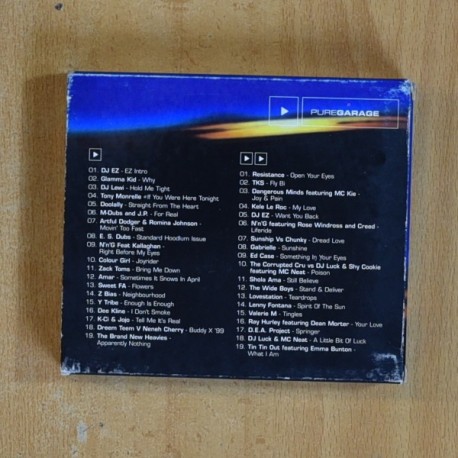 PUREGARAGE
01. DJ EZ - EZ Intro
02. Glamma Kid - Why
03. DJ Lewi - Hold Me Tight
04. Tony Monrelle - If You Were Here Tonight
05. Doolally - Straight From The Heart
06. M-Dubs and J.P. - For Real
07. Artful Dodger & Romina Johnson -
Movin' Too Fast
08. E. S. Dubs - Standard Hoodlum Issue
09. N'n'G Feat Kallaghan -
Right Before My Eyes
10. Colour Girl - Joyrider
11. Zack Toms - Bring Me Down
12. Amar - Sometimes It Snows In April
13. Sweet FA - Flowers
14. Z Bias - Neighbourhood
15. Y Tribe - Enough Is Enough
16. Dee Kline - I Don't Smoke
17. K-Ci & Jojo - Tell Me It's Real
18. Dreem Teem V Neneh Cherry - Buddy X '99
19. The Brand New Heavies -
Apparently Nothing
01. Resistance - Open Your Eyes
02. TKS - Fly Bi
03. Dangerous Minds featuring MC Kie -
Joy & Pain
04. Kele Le Roc - My Love
05. DJ EZ - Want You Back
06. N'n'G featuring Rose Windross and Creed -
Liferide
07. Sunship Vs Chunky - Dread Love
08. Gabrielle - Sunshine
09. Ed Case - Something In Your Eyes
10. The Corrupted Cru vs DJ Luck & Shy Cookie
featuring MC Neat - Poison
11. Shola Ama - Still Believe
12. The Wide Boys - Stand & Deliver
13. Lovestation - Teardrops
14. Lenny Fontana - Spirit Of The Sun
15. Valerie M - Tingles
16. Ray Hurley featuring Dean Morter - Your Love
17. D.E.A. Project - Springer
18. DJ Luck & MC Neat - A Little Bit Of Luck
19. Tin Tin Out featuring Emma Bunton -
What I Am